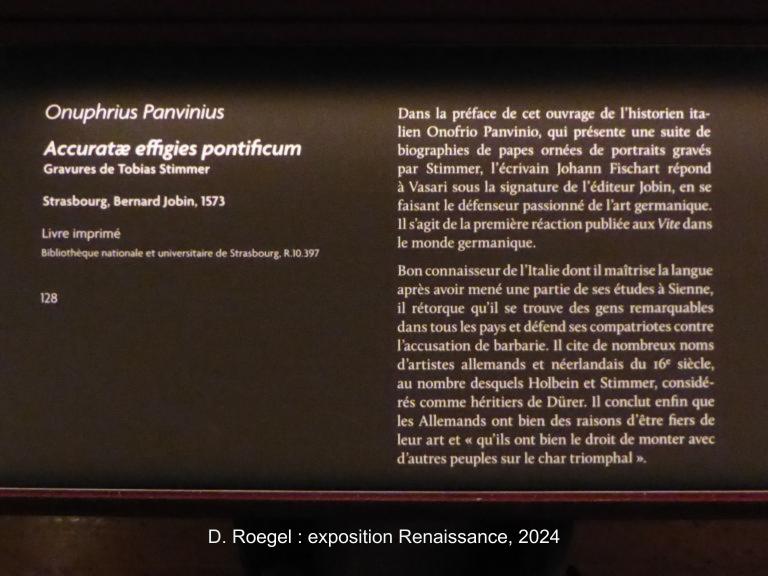 Onuphrius Panvinius
Accuratæ effigies pontificum
Gravures de Tobias Stimmer
Strasbourg, Bernard Jobin, 1573
Livre imprimé
Bibliothèque nationale et universitaire de Strasbourg, R.10.397
128
Dans la préface de cet ouvrage de l'historien ita-
lien Onofrio Panvinio, qui présente une suite de
biographies de papes ornées de portraits gravés
par Stimmer, l'écrivain Johann Fischart répond
à Vasari sous la signature de l'éditeur Jobin, en se
faisant le défenseur passionné de l'art germanique.
Il s'agit de la première réaction publiée aux Vite dans
le monde germanique.
Bon connaisseur de l'Italie dont il maîtrise la langue
après avoir mené une partie de ses études à Sienne,
il rétorque qu'il se trouve des gens remarquables
dans tous les pays et défend ses compatriotes contre
l'accusation de barbarie. Il cite de nombreux noms
d'artistes allemands et néerlandais du 16e siècle,
au nombre desquels Holbein et Stimmer, considé-
rés comme héritiers de Dürer. Il conclut enfin que
les Allemands ont bien des raisons d'être fiers de
leur art et « qu'ils ont bien le droit de monter avec
d'autres peuples sur le char triomphal ».
D. Roegel : exposition Renaissance, 2024